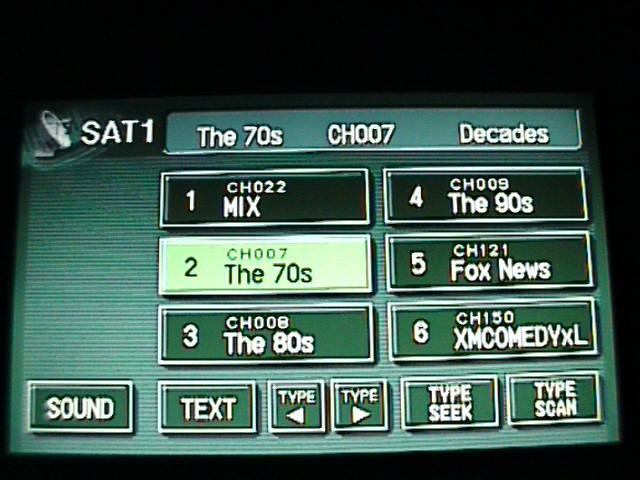 SAT1 The 70s CH007 Decades
1 CH022 MIX
2 CH007 The 70s
3 CH008 The 80s
4 CH009 The 90s
5 CH121 Fox News
6 CH150 XMCOMEDYxL
SOUND TEXT TYPE ◀ TYPE ▶ TYPE SEEK TYPE SCAN